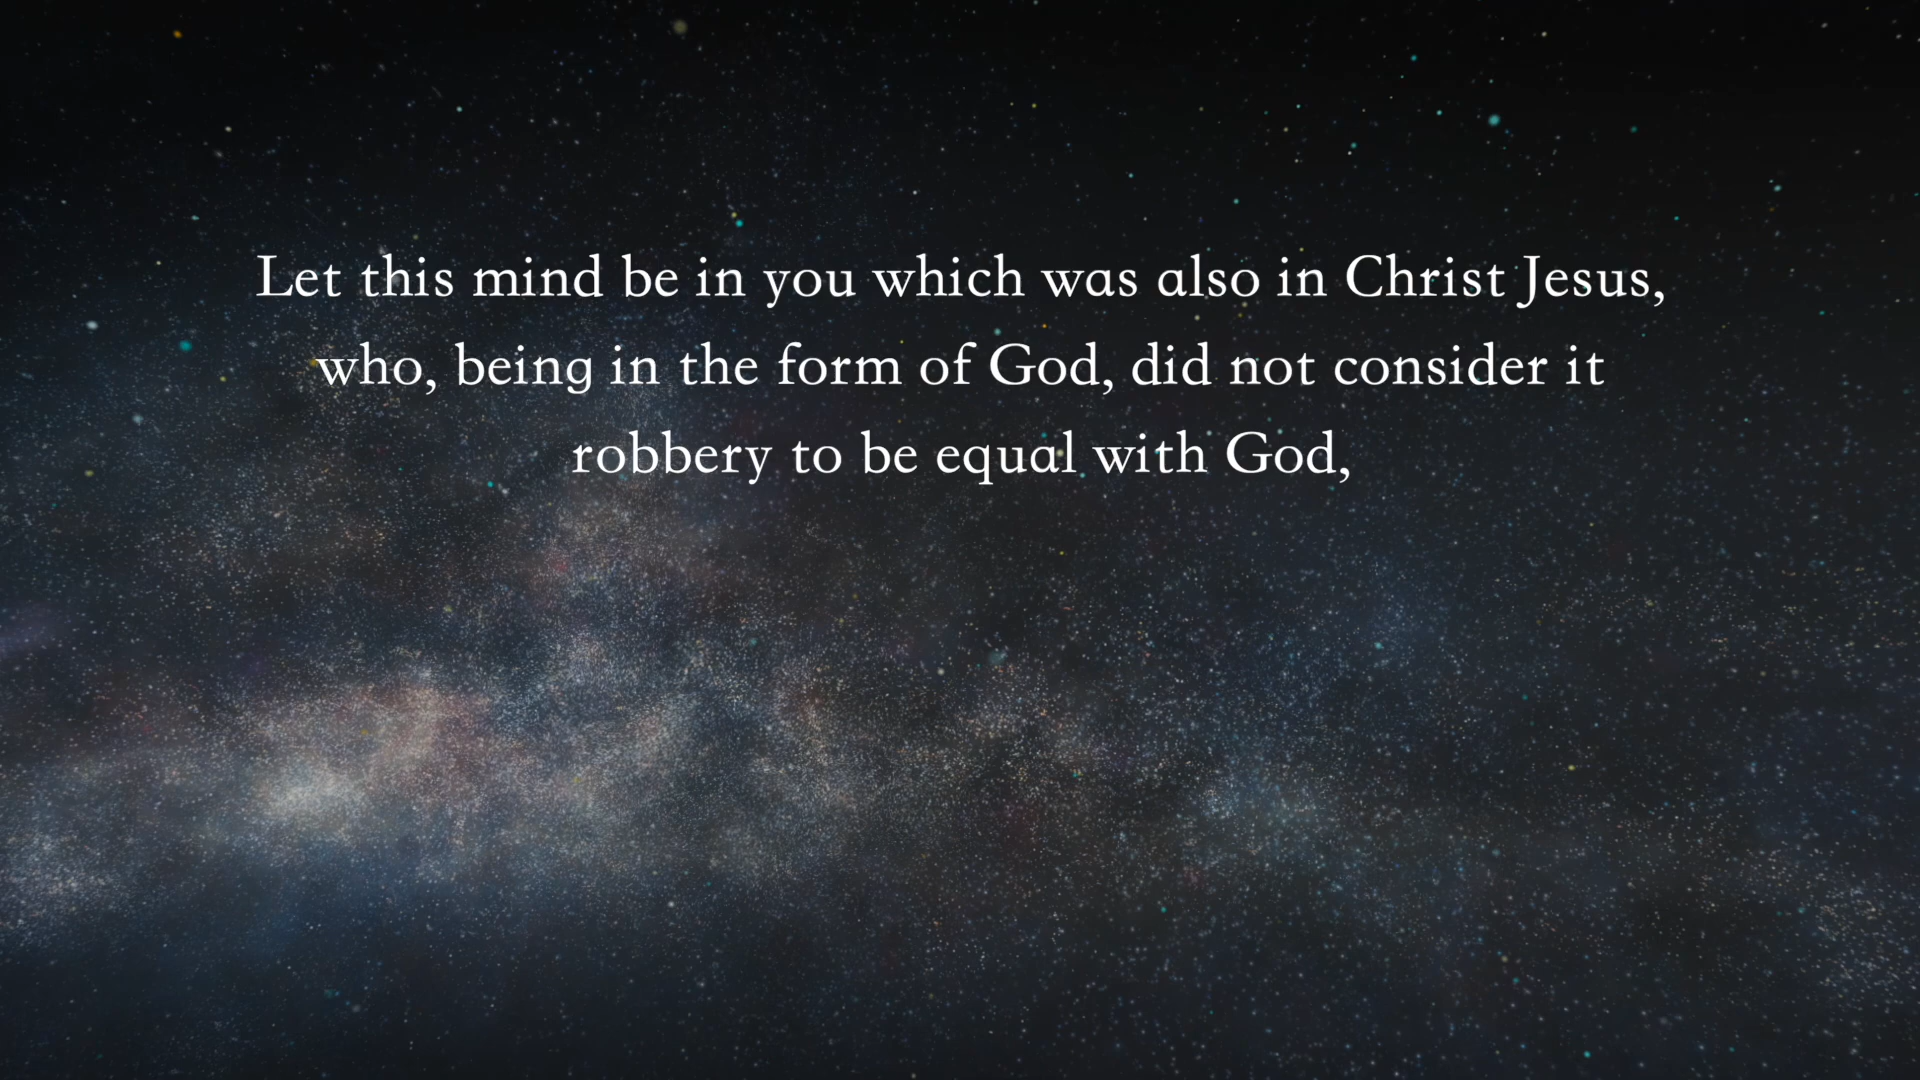 Let this mind be in you which was also in Christ Jesus,
who, being in the form of God, did not consider it
robbery to be equal with God,